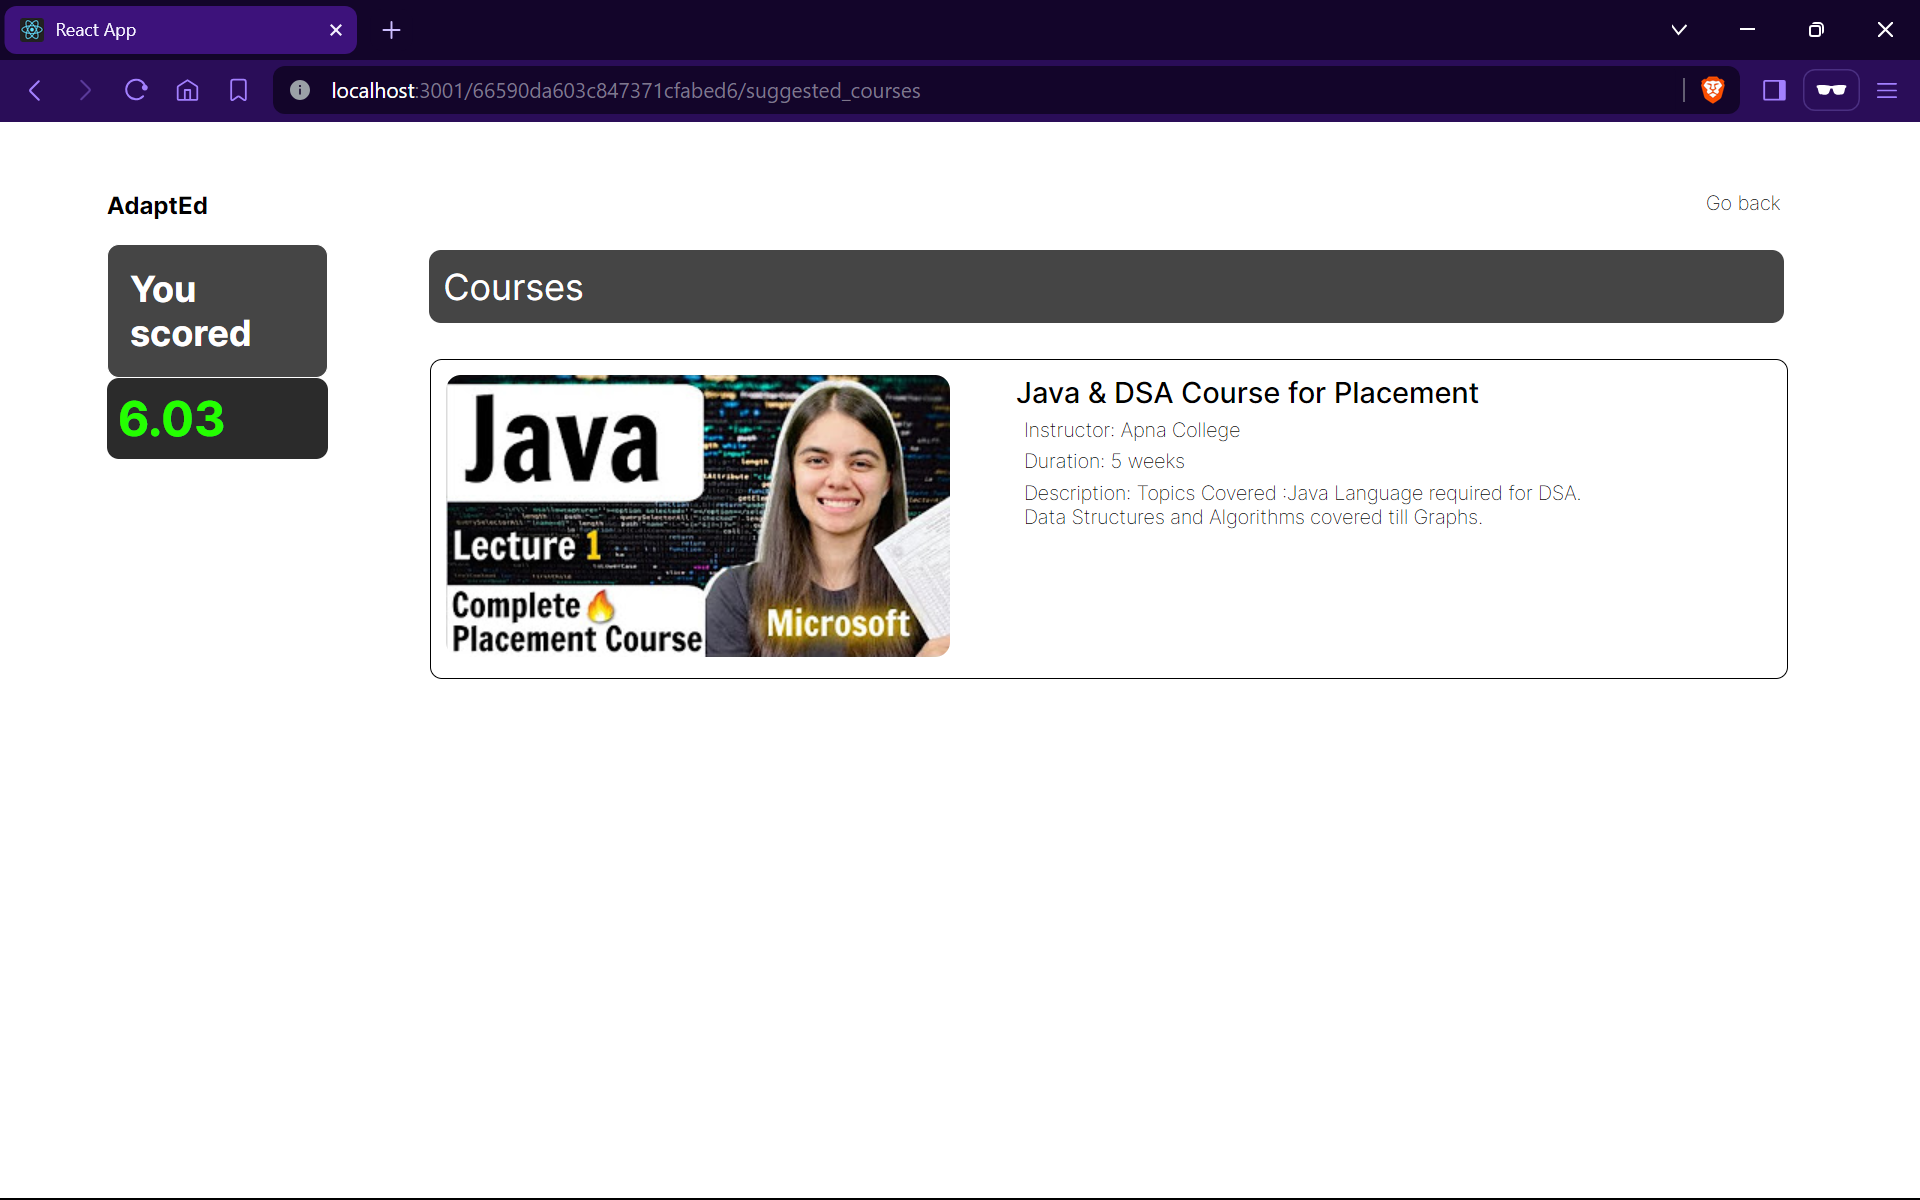 React App
localhost:3001/66590da603c847371cfabed6/suggested_courses
AdaptEd
Go back
You
scored
6.03
Courses
Java
Lecture 1
Complete🔥
Placement Course
Microsoft
Java & DSA Course for Placement
Instructor: Apna College
Duration: 5 weeks
Description: Topics Covered :Java Language required for DSA.
Data Structures and Algorithms covered till Graphs.